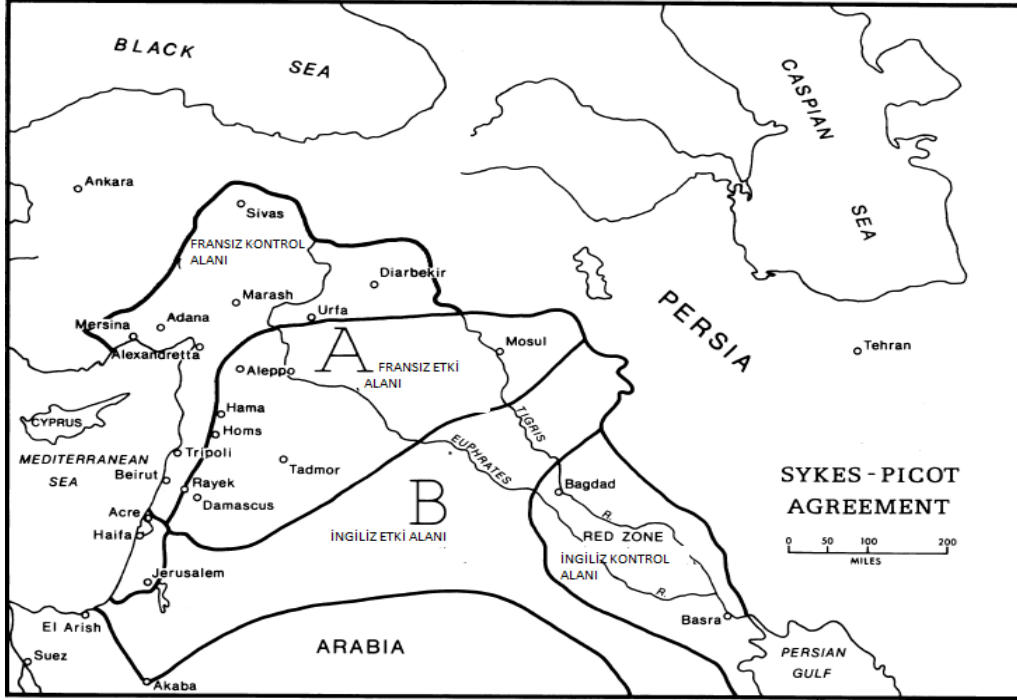 BLACK
SEA
CASPIAN
SEA
Ankara
Sivas
FRANSIZ KONTROL
ALANI
Diarbekir
Marash
Urfa
Mersina
Adana
Alexandretta
PERSIA
Tehran
Mosul
A
FRANSIZ ETKİ
ALANI
Aleppo
CYPRUS
Hama
Homs
TIGRIS
EUPHRATES
MEDITERRANEAN
SEA
Tripoli
Tadmor
Beirut
Rayek
Damascus
Bagdad
SYKES-PICOT
AGREEMENT
B
Acre
Haifa
İNGİLİZ ETKİ ALANI
R.
RED ZONE
İNGİLİZ KONTROL
ALANI
0 100 200
MILES
Jerusalem
R.
El Arish
Basra
Suez
ARABIA
PERSIAN
GULF
Akaba